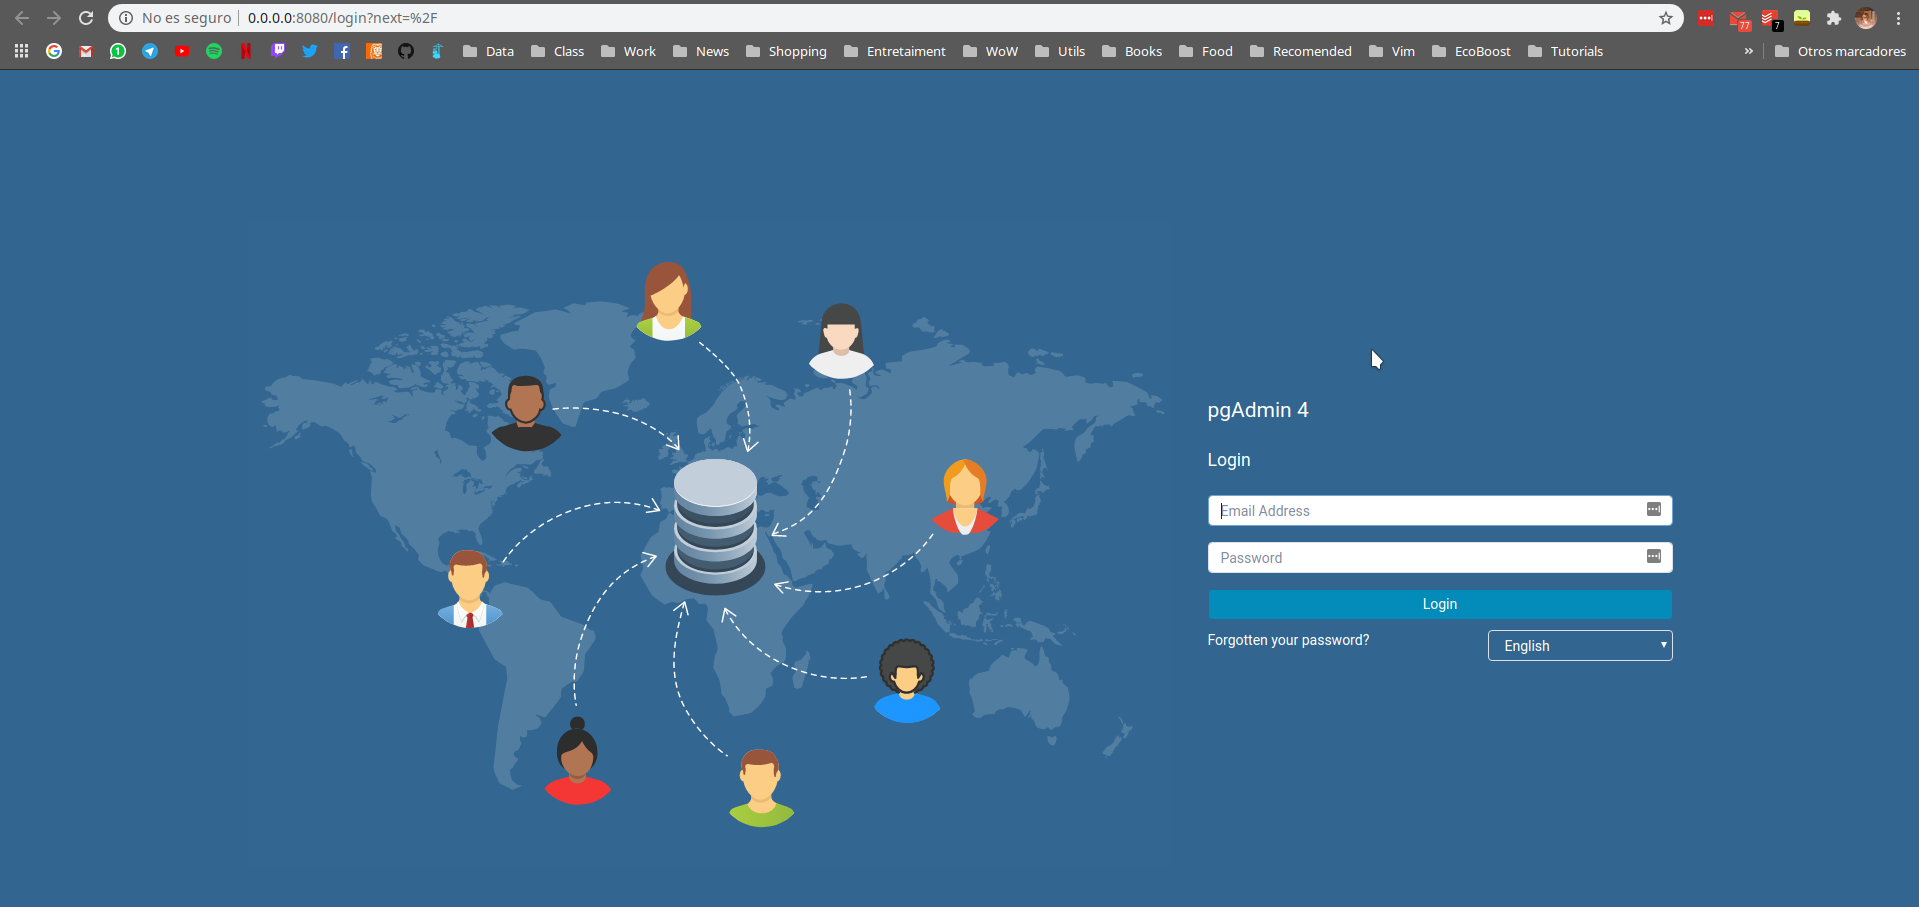 No es seguro 0.0.0.0:8080/login?next=%2F
77 7
Data Class Work News Shopping Entretaiment WoW Utils Books Food Recomended Vim EcoBoost Tutorials » Otros marcadores
pgAdmin 4
Login
Email Address
Password
Login
Forgotten your password? English